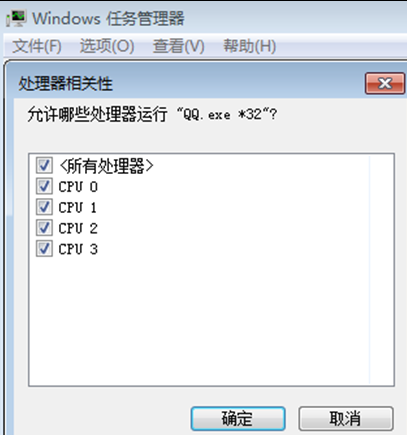 Windows 任务管理器
文件(F) 选项(O) 查看(V) 帮助(H)
处理器相关性
允许哪些处理器运行 "QQ.exe *32"?
<所有处理器>
CPU 0
CPU 1
CPU 2
CPU 3
确定 取消